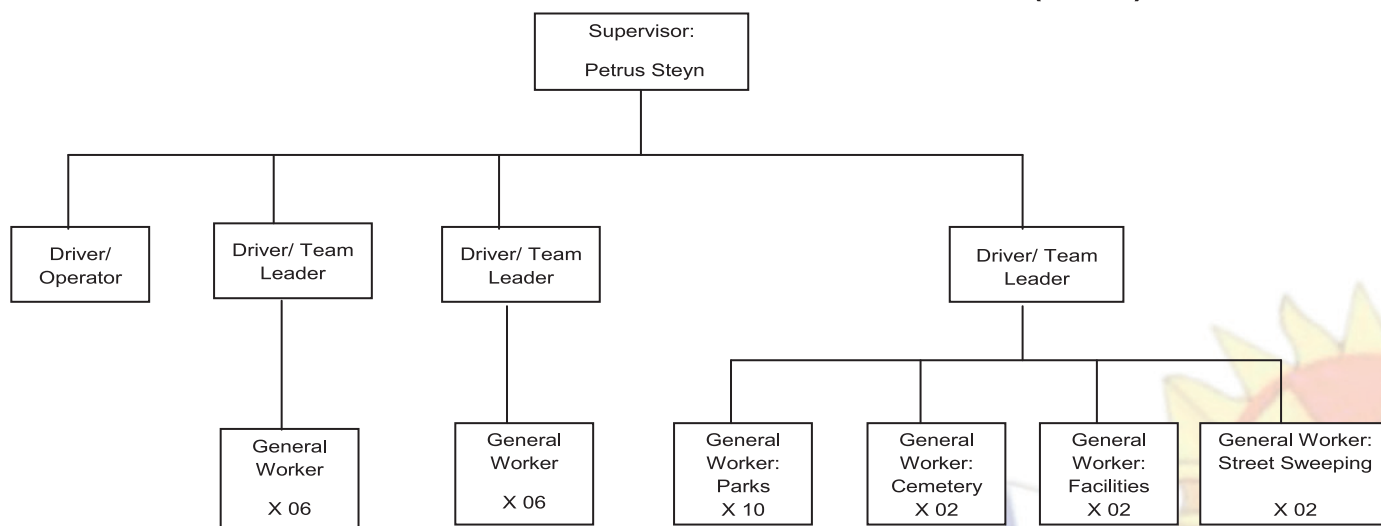 Supervisor:
Petrus Steyn
Driver/
Operator
Driver/ Team
Leader
Driver/ Team
Leader
Driver/ Team
Leader
General
Worker
X 06
General
Worker
X 06
General
Worker:
Parks
X 10
General
Worker:
Cemetery
X 02
General
Worker:
Facilities
X 02
General Worker:
Street Sweeping
X 02